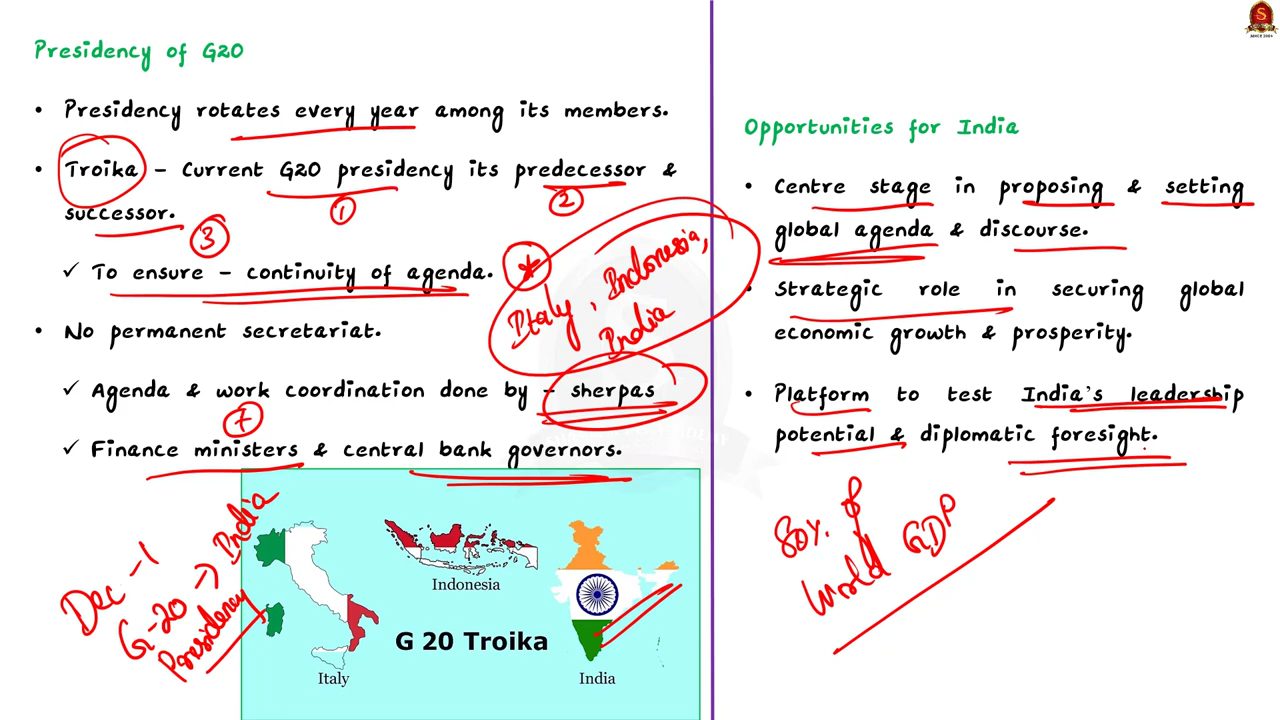 Presidency of G20
• Presidency rotates every year among its members.
• Troika - Current G20 presidency its predecessor &
successor.
1
2
3
✓ To ensure - continuity of agenda.
*
Italy, Indonesia,
India
• No permanent secretariat.
✓ Agenda & work coordination done by - sherpas
7
✓ Finance ministers & central bank governors.
Dec - 1
G-20 → India
Presidency
Indonesia
G 20 Troika
Italy
India
Opportunities for India
• Centre stage in proposing & setting
global agenda & discourse.
• Strategic role in securing global
economic growth & prosperity.
• Platform to test India's leadership
potential & diplomatic foresight.
80%. of
World GDP
S
SINCE 2004